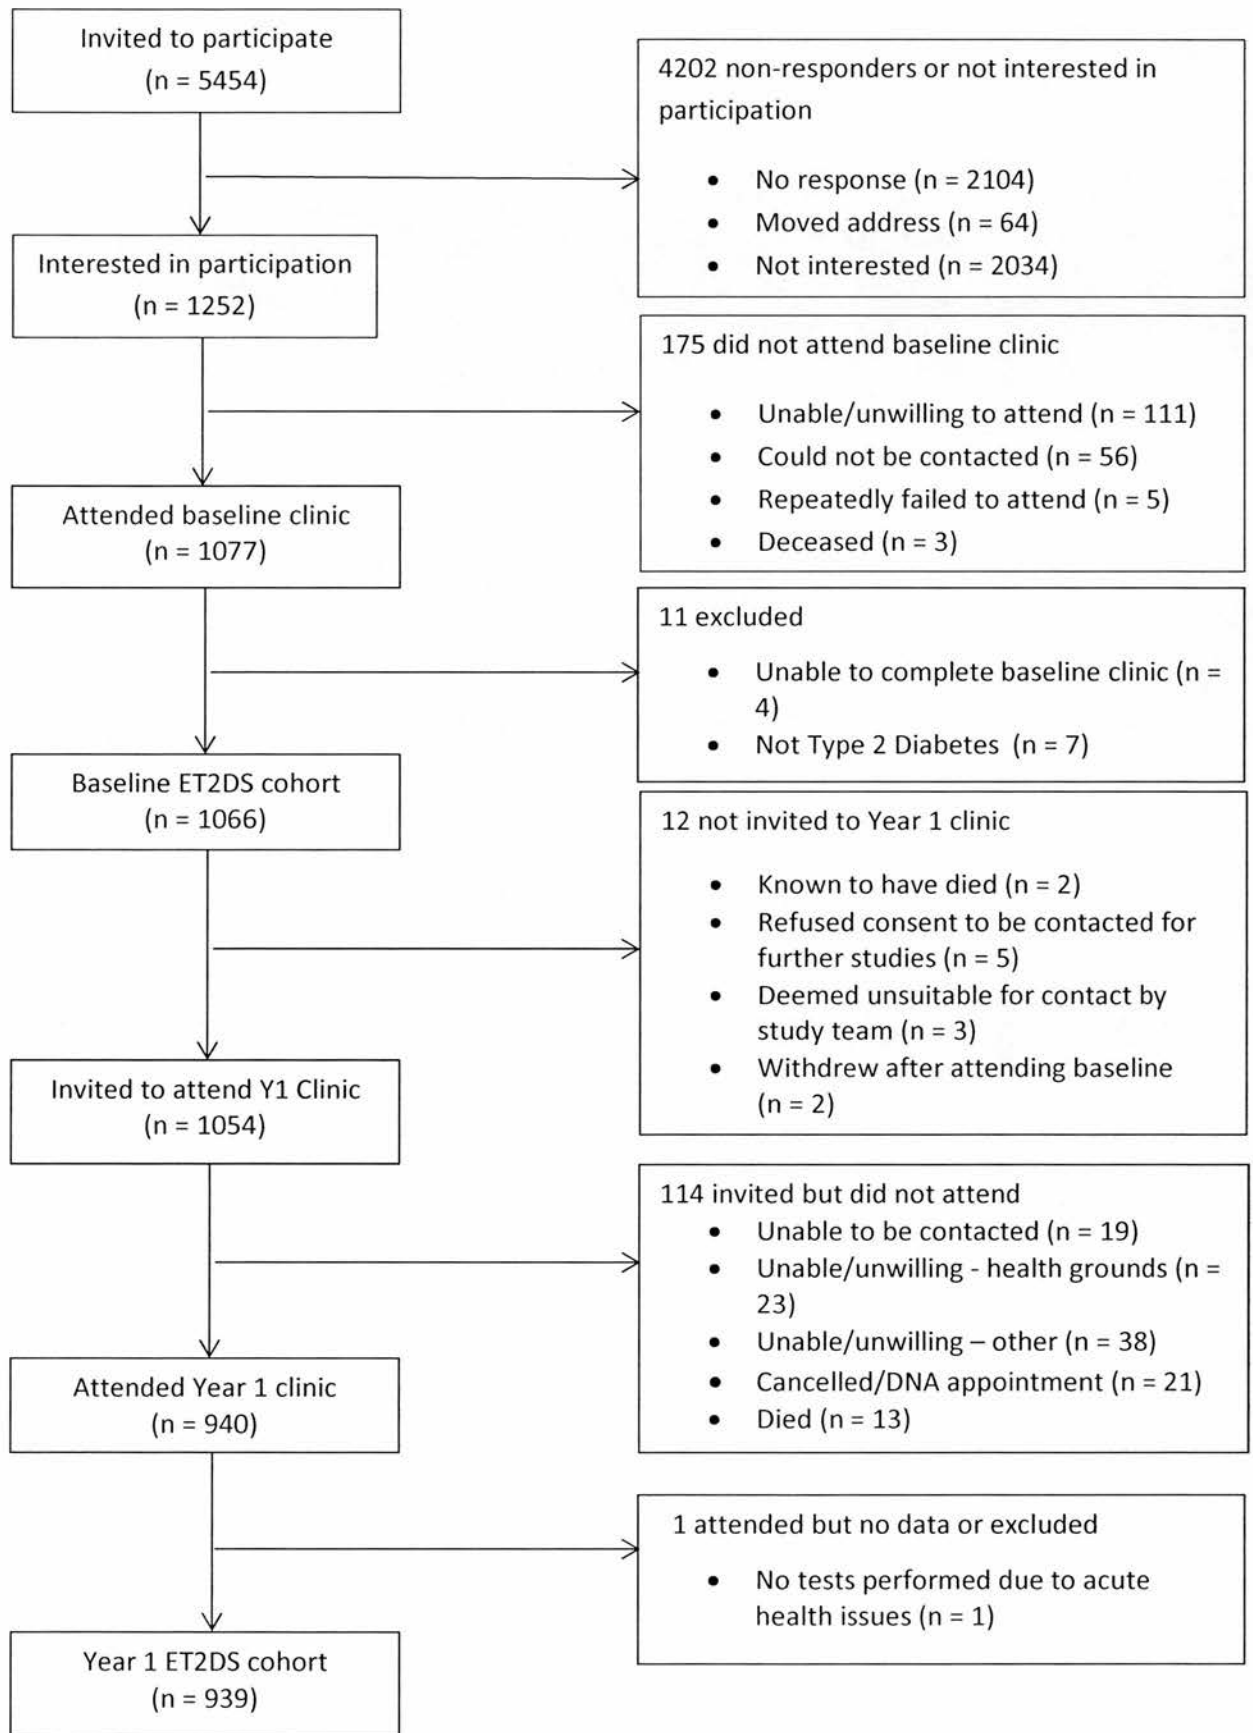 Invited to participate
(n = 5454)
4202 non-responders or not interested in
participation
• No response (n = 2104)
• Moved address (n = 64)
• Not interested (n = 2034)
Interested in participation
(n = 1252)
175 did not attend baseline clinic
• Unable/unwilling to attend (n = 111)
• Could not be contacted (n = 56)
• Repeatedly failed to attend (n = 5)
• Deceased (n = 3)
Attended baseline clinic
(n = 1077)
11 excluded
• Unable to complete baseline clinic (n =
4)
• Not Type 2 Diabetes (n = 7)
Baseline ET2DS cohort
(n = 1066)
12 not invited to Year 1 clinic
• Known to have died (n = 2)
• Refused consent to be contacted for
further studies (n = 5)
• Deemed unsuitable for contact by
study team (n = 3)
• Withdrew after attending baseline
(n = 2)
Invited to attend Y1 Clinic
(n = 1054)
114 invited but did not attend
• Unable to be contacted (n = 19)
• Unable/unwilling - health grounds (n =
23)
• Unable/unwilling – other (n = 38)
• Cancelled/DNA appointment (n = 21)
• Died (n = 13)
Attended Year 1 clinic
(n = 940)
1 attended but no data or excluded
• No tests performed due to acute
health issues (n = 1)
Year 1 ET2DS cohort
(n = 939)